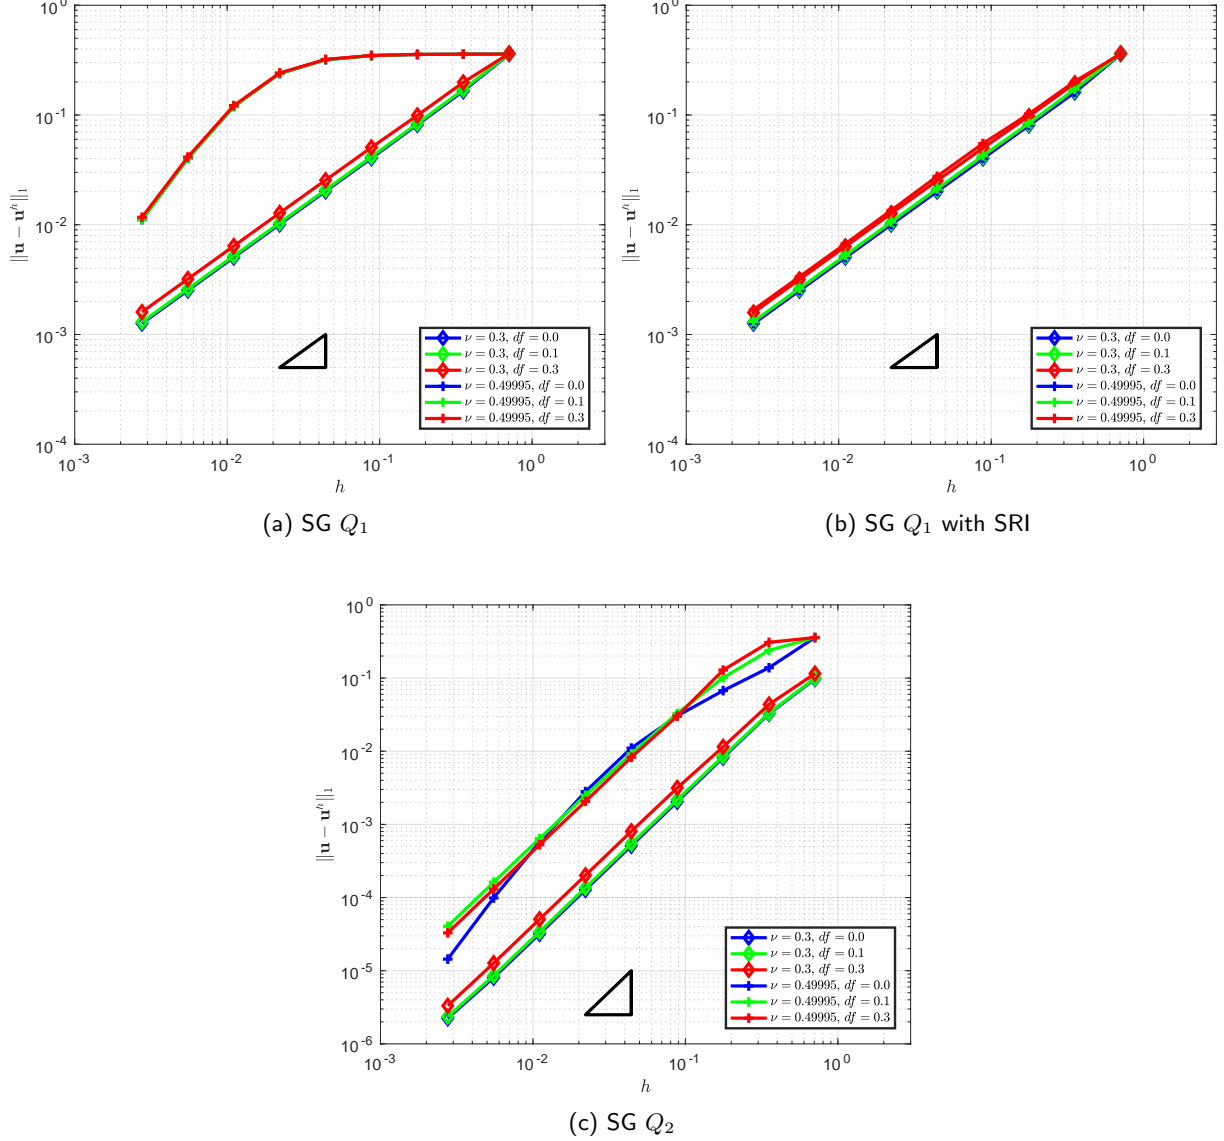 10^0
10^-1
10^-2
10^-3
10^-4
||u − u^h||_1
10^-3 10^-2 10^-1 10^0
h
ν = 0.3, df = 0.0
ν = 0.3, df = 0.1
ν = 0.3, df = 0.3
ν = 0.49995, df = 0.0
ν = 0.49995, df = 0.1
ν = 0.49995, df = 0.3
(a) SG Q_1
10^0
10^-1
10^-2
10^-3
10^-4
||u − u^h||_1
10^-3 10^-2 10^-1 10^0
h
ν = 0.3, df = 0.0
ν = 0.3, df = 0.1
ν = 0.3, df = 0.3
ν = 0.49995, df = 0.0
ν = 0.49995, df = 0.1
ν = 0.49995, df = 0.3
(b) SG Q_1 with SRI
10^0
10^-1
10^-2
10^-3
10^-4
10^-5
10^-6
||u − u^h||_1
10^-3 10^-2 10^-1 10^0
h
ν = 0.3, df = 0.0
ν = 0.3, df = 0.1
ν = 0.3, df = 0.3
ν = 0.49995, df = 0.0
ν = 0.49995, df = 0.1
ν = 0.49995, df = 0.3
(c) SG Q_2